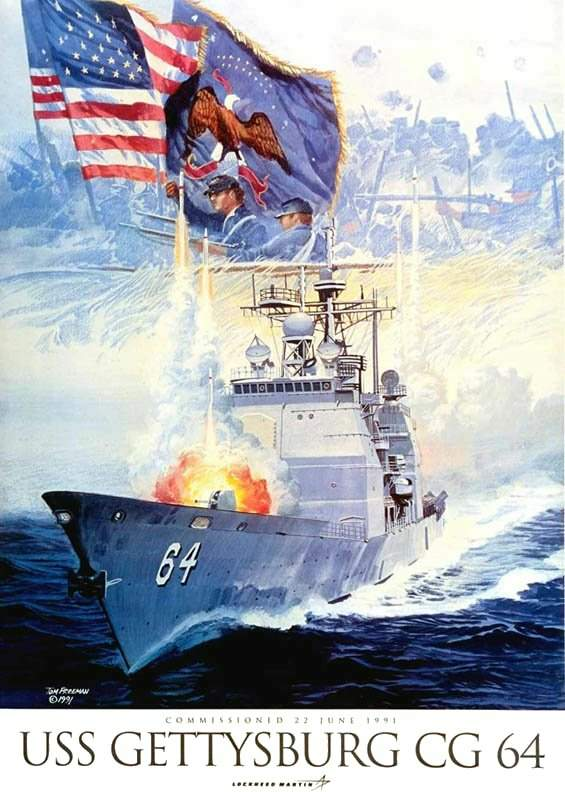 64
Tom Freeman
©1991
COMMISSIONED 22 JUNE 1991
USS GETTYSBURG CG 64
LOCKHEED MARTIN